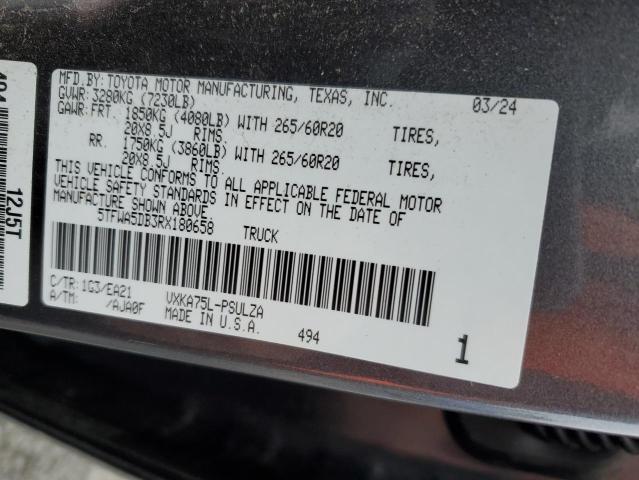 MFD.BY: TOYOTA MOTOR MANUFACTURING, TEXAS, INC. 03/24
GVWR: 3280KG (7230LB)
GAWR: FRT. 1850KG (4080LB) WITH 265/60R20 TIRES,
20X8.5J RIMS,
RR. 1750KG (3860LB) WITH 265/60R20 TIRES,
20X8.5J RIMS.
THIS VEHICLE CONFORMS TO ALL APPLICABLE FEDERAL MOTOR
VEHICLE SAFETY STANDARDS IN EFFECT ON THE DATE OF
MANUFACTURE SHOWN ABOVE.
5TFWA5DB3RX180658 TRUCK
C/TR: 1G3/EA21 VXKA75L-PSULZA
A/TM: /AJA0F MADE IN U.S.A. 494
1
12J5T